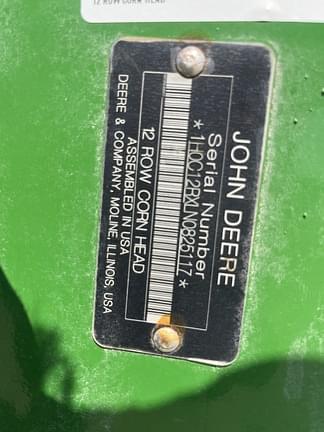 12 ROW CORN HEAD
JOHN DEERE
Serial Number
*1H0C12RXLN0825117*
12 ROW CORN HEAD
ASSEMBLED IN USA
DEERE & COMPANY, MOLINE, ILLINOIS, USA